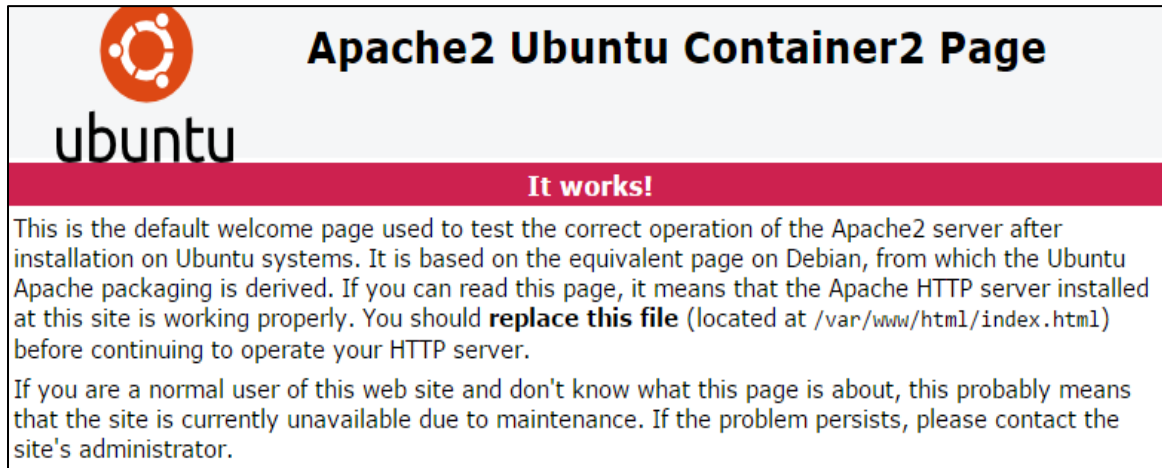 ubuntu
Apache2 Ubuntu Container2 Page
It works!
This is the default welcome page used to test the correct operation of the Apache2 server after
installation on Ubuntu systems. It is based on the equivalent page on Debian, from which the Ubuntu
Apache packaging is derived. If you can read this page, it means that the Apache HTTP server installed
at this site is working properly. You should replace this file (located at /var/www/html/index.html)
before continuing to operate your HTTP server.
If you are a normal user of this web site and don't know what this page is about, this probably means
that the site is currently unavailable due to maintenance. If the problem persists, please contact the
site's administrator.